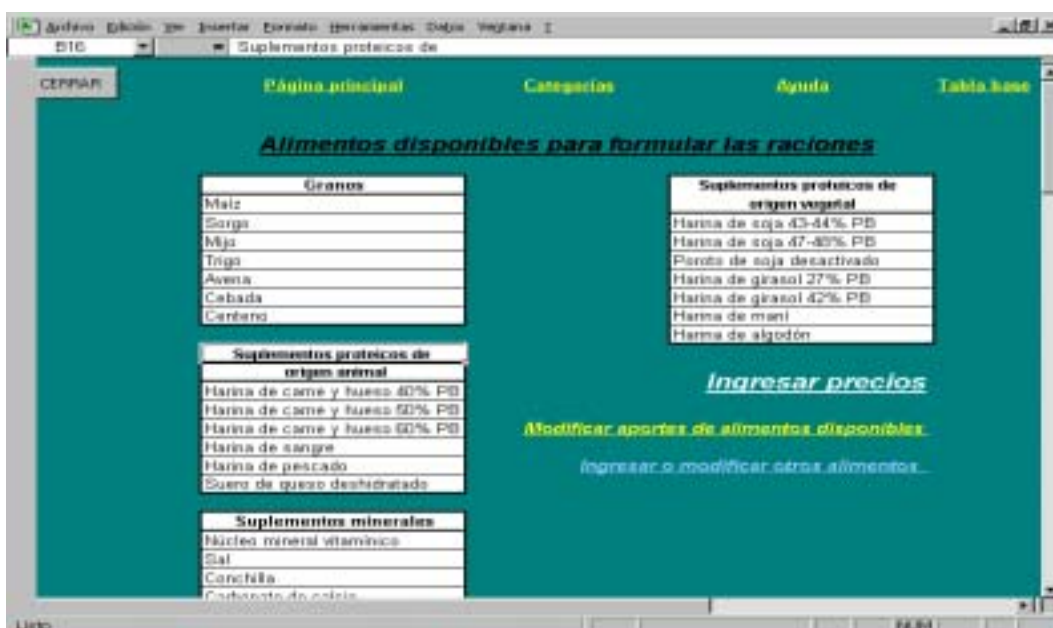 Archivo Edición Ver Insertar Formato Herramientas Datos Ventana ?
B16 = Suplementos proteicos de
CERRAR Página principal Categorías Ayuda Tabla base
Alimentos disponibles para formular las raciones
Granos
Maíz
Sorgo
Mijo
Trigo
Avena
Cebada
Centeno
Suplementos proteicos de
origen vegetal
Harina de soja 43-44% PB
Harina de soja 47-48% PB
Poroto de soja desactivado
Harina de girasol 27% PB
Harina de girasol 42% PB
Harina de maní
Harina de algodón
Suplementos proteicos de
origen animal
Harina de carne y hueso 40% PB
Harina de carne y hueso 50% PB
Harina de carne y hueso 60% PB
Harina de sangre
Harina de pescado
Suero de queso deshidratado
Ingresar precios
Modificar aportes de alimentos disponibles
Ingresar o modificar otros alimentos
Suplementos minerales
Núcleo mineral vitamínico
Sal
Conchilla
Carbonato de calcio
Listo NUM